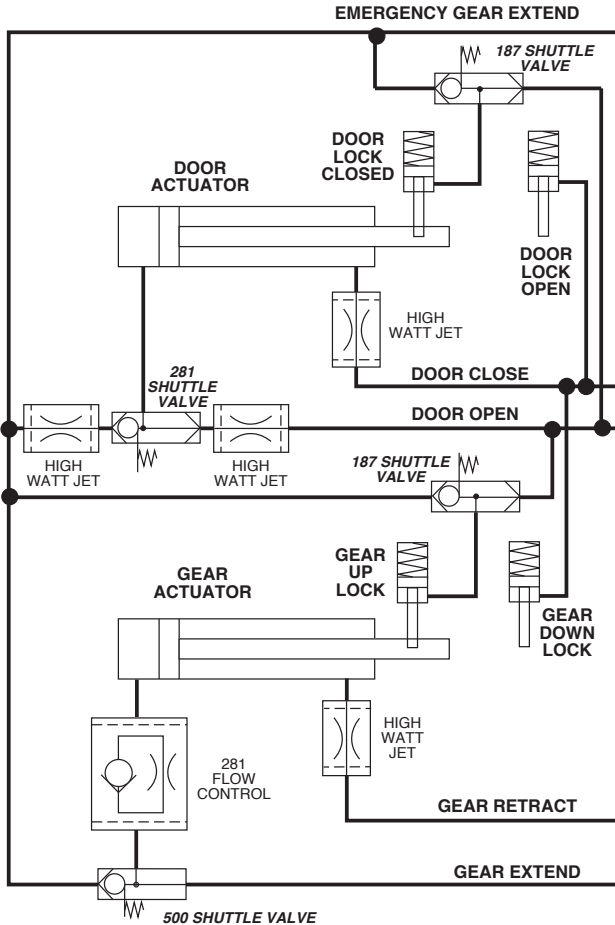 EMERGENCY GEAR EXTEND
187 SHUTTLE
VALVE
DOOR
LOCK
CLOSED
DOOR
ACTUATOR
DOOR
LOCK
OPEN
HIGH
WATT JET
DOOR CLOSE
281
SHUTTLE
VALVE
DOOR OPEN
HIGH
WATT JET
HIGH
WATT JET
187 SHUTTLE
VALVE
GEAR
UP
LOCK
GEAR
ACTUATOR
GEAR
DOWN
LOCK
HIGH
WATT
JET
281
FLOW
CONTROL
GEAR RETRACT
GEAR EXTEND
500 SHUTTLE VALVE